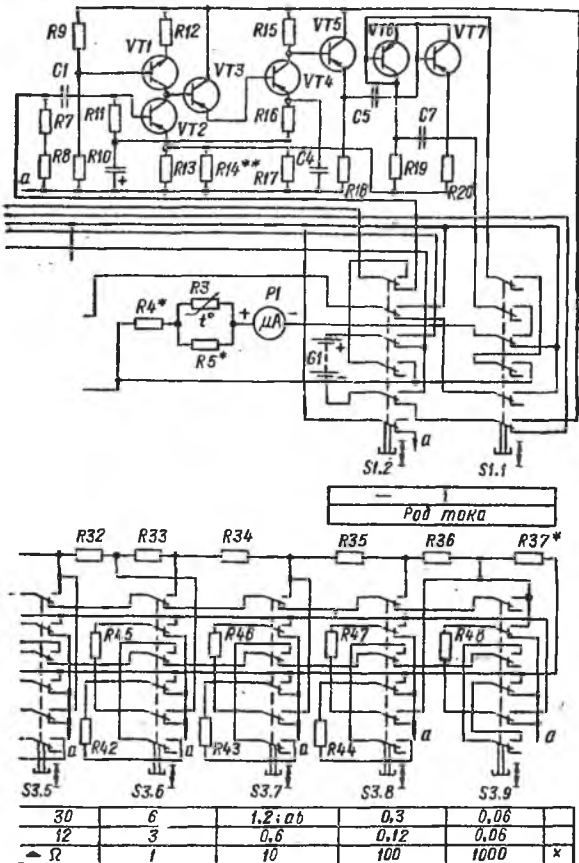 R9 VT1 R12 R15 VT5 VT6 VT7
VT3 VT4
C1 R11 VT2 R16 C5 C7
R7
R8 R10 + R13 R14** R17 C4 R18 R19 R20
а
R3 P1
R4* t° + μA −
R5* G1 + −
а
S1.2 S1.1
— ~
Род тока
R32 R33 R34 R35 R36 R37*
R45 R46 R47 R48
а а а а а
R42 R43 R44
S3.5 S3.6 S3.7 S3.8 S3.9
30 6 1.2; ab 0,3 0,06
12 3 0,6 0,12 0,06
Ω 1 10 100 1000 x